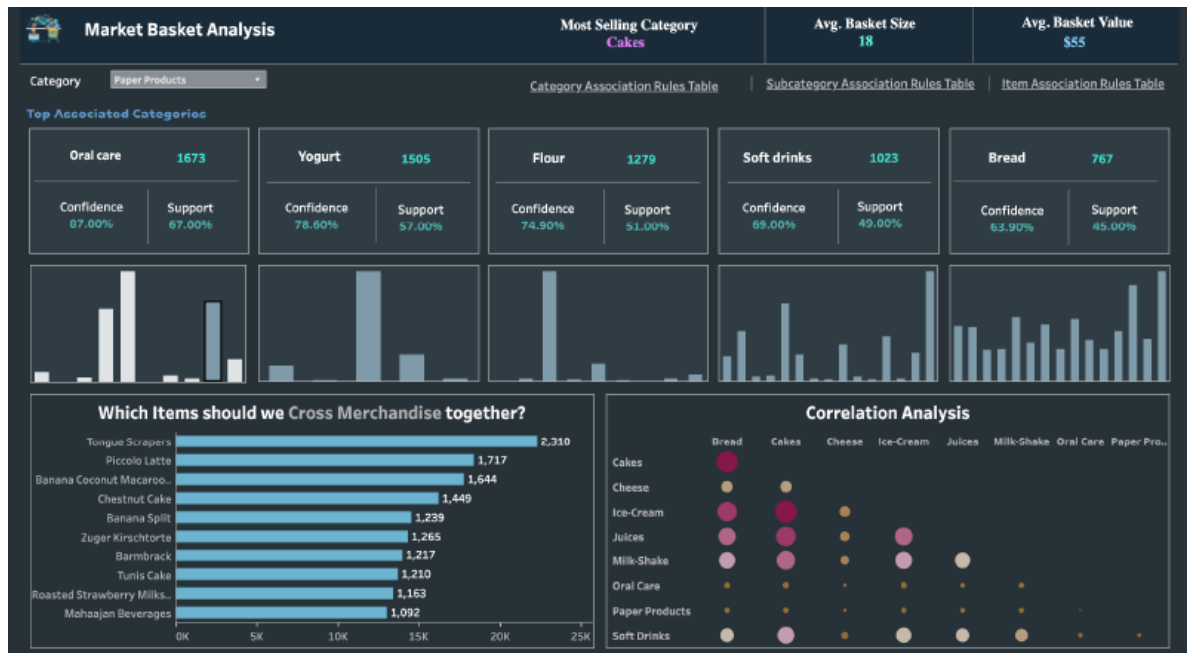 Market Basket Analysis
Most Selling Category
Cakes
Avg. Basket Size
18
Avg. Basket Value
$55
Category
Paper Products
Category Association Rules Table
Subcategory Association Rules Table
Item Association Rules Table
Top Associated Categories
Oral care 1673
Confidence Support
87.00% 67.00%
Yogurt 1505
Confidence Support
78.60% 57.00%
Flour 1279
Confidence Support
74.90% 51.00%
Soft drinks 1023
Confidence Support
69.00% 49.00%
Bread 767
Confidence Support
63.90% 45.00%
Which Items should we Cross Merchandise together?
Tongue Scrapers 2,310
Piccolo Latte 1,717
Banana Coconut Macaroo.. 1,644
Chestnut Cake 1,449
Banana Split 1,239
Zuger Kirschtorte 1,265
Barmbrack 1,217
Tunis Cake 1,210
Roasted Strawberry Milks.. 1,163
Mahaajan Beverages 1,092
0K 5K 10K 15K 20K 25K
Correlation Analysis
Bread Cakes Cheese Ice-Cream Juices Milk-Shake Oral Care Paper Pro..
Cakes
Cheese
Ice-Cream
Juices
Milk-Shake
Oral Care
Paper Products
Soft Drinks